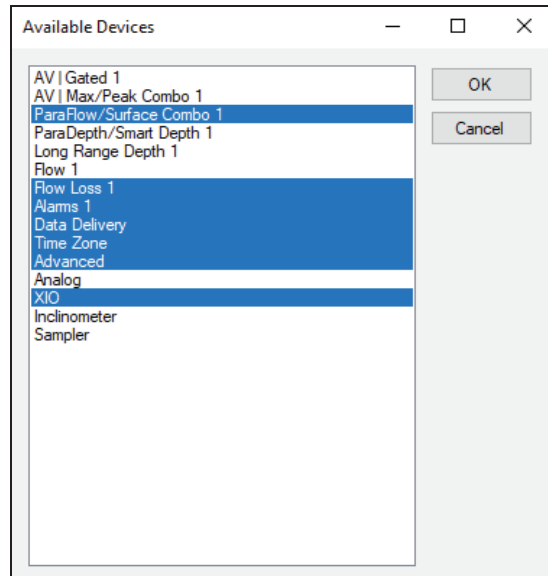 Available Devices
AV|Gated 1
AV|Max/Peak Combo 1
ParaFlow/Surface Combo 1
ParaDepth/Smart Depth 1
Long Range Depth 1
Flow 1
Flow Loss 1
Alarms 1
Data Delivery
Time Zone
Advanced
Analog
XIO
Inclinometer
Sampler
OK
Cancel